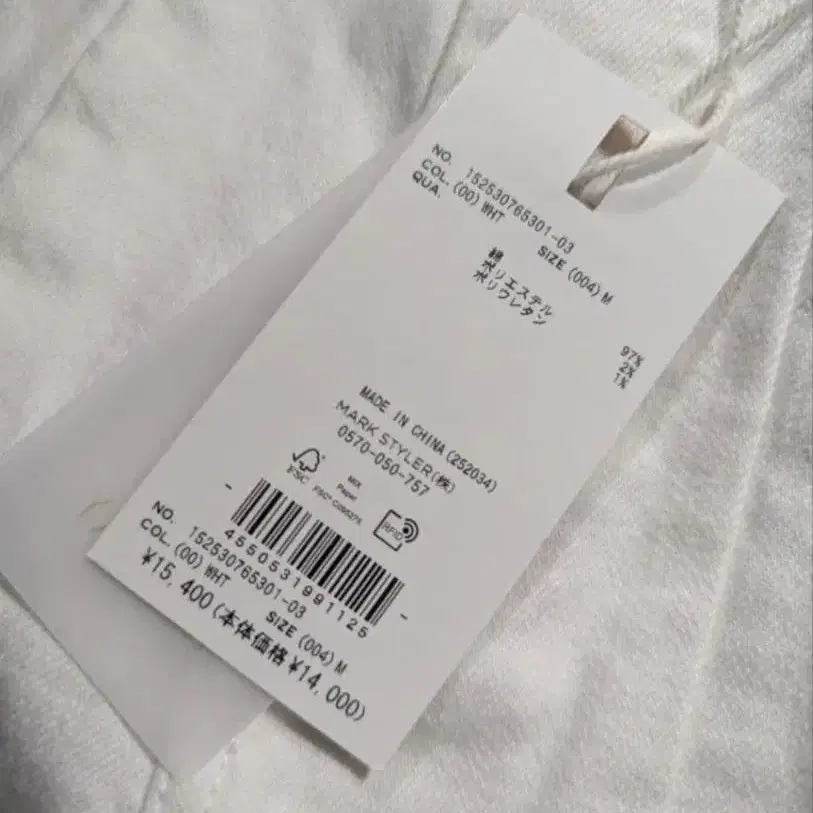 NO. 152530765301-03
COL. (00) WHT SIZE (004) M
QUA.
綿 97%
ポリエステル 2%
ポリウレタン 1%
MADE IN CHINA (252034)
MARK STYLER(株)
0570-050-757
FSC
MIX
Paper
RFID
4550531991125
NO. 152530765301-03
COL. (00) WHT SIZE (004) M
¥15,400(本体価格¥14,000)